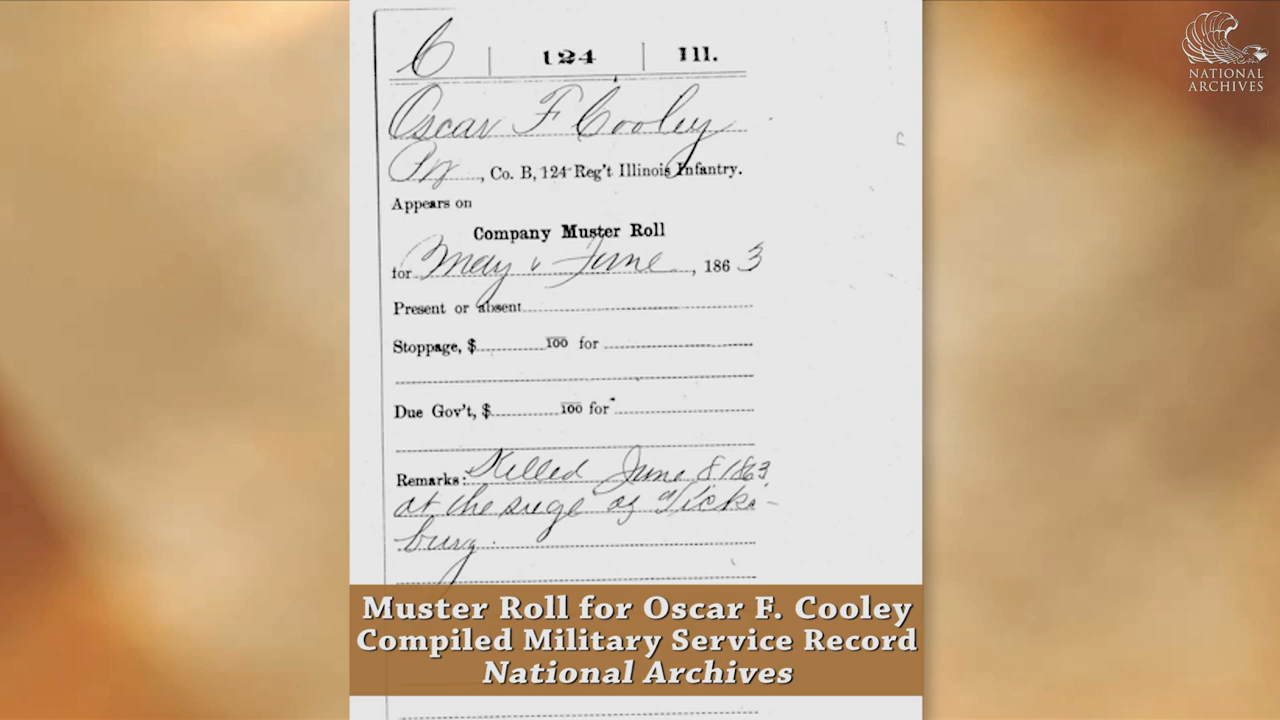 C | 124 | Ill.
Oscar F Cooley
Pvt, Co. B, 124 Reg't Illinois Infantry.
Appears on
Company Muster Roll
for May & June, 1863
Present or absent
Stoppage, $ 100 for
Due Gov't, $ 100 for
Remarks: Killed June 8 1863
at the siege of Vicks-
burg.
Muster Roll for Oscar F. Cooley
Compiled Military Service Record
National Archives
NATIONAL
ARCHIVES